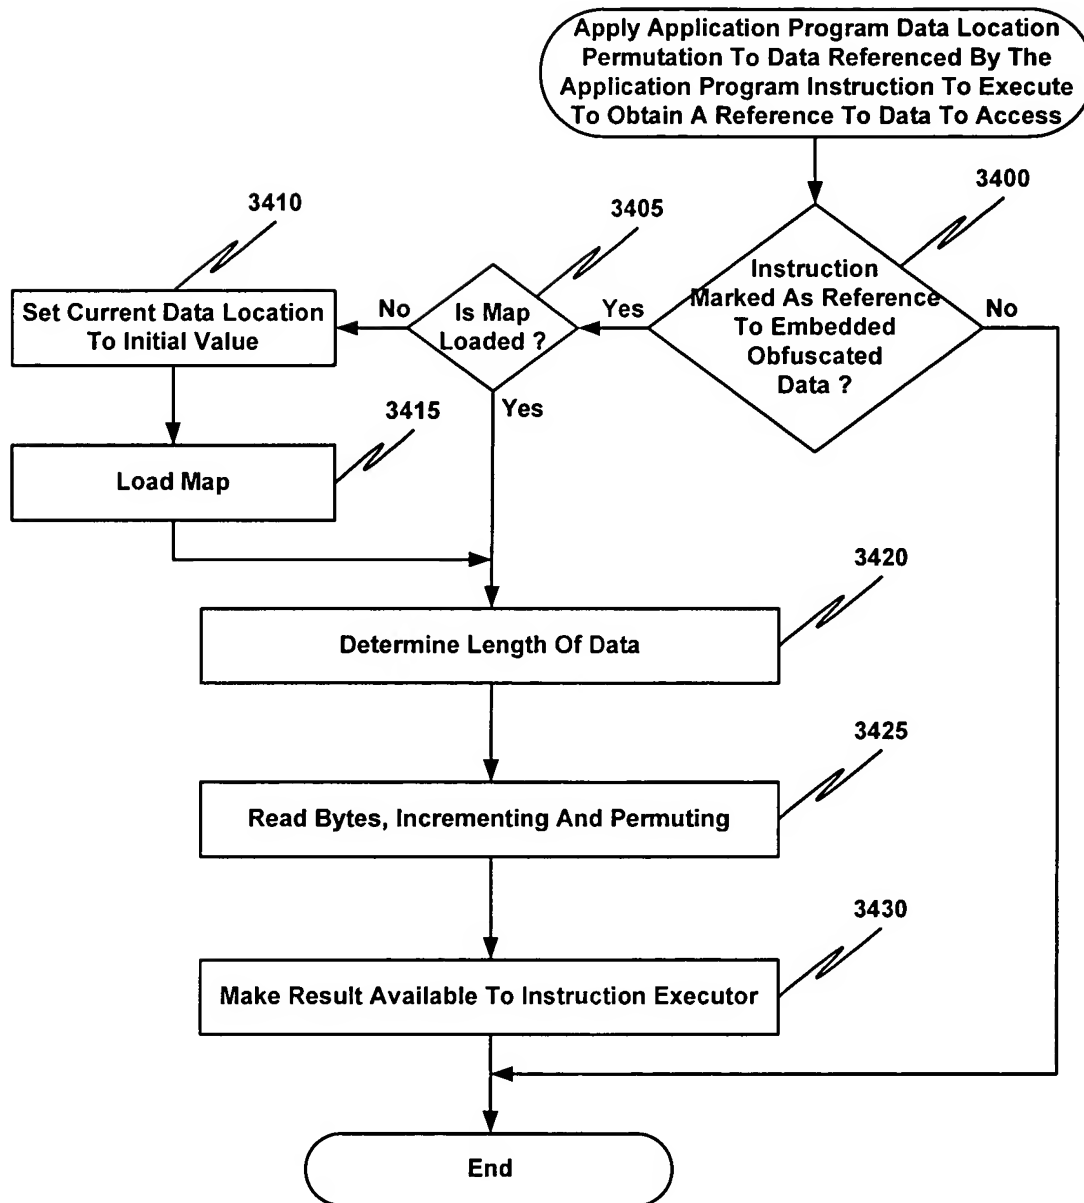 Apply Application Program Data Location
Permutation To Data Referenced By The
Application Program Instruction To Execute
To Obtain A Reference To Data To Access
3400
Instruction
Marked As Reference
To Embedded
Obfuscated
Data ?
Yes
No
3405
Is Map
Loaded ?
No
Yes
3410
Set Current Data Location
To Initial Value
3415
Load Map
3420
Determine Length Of Data
3425
Read Bytes, Incrementing And Permuting
3430
Make Result Available To Instruction Executor
End